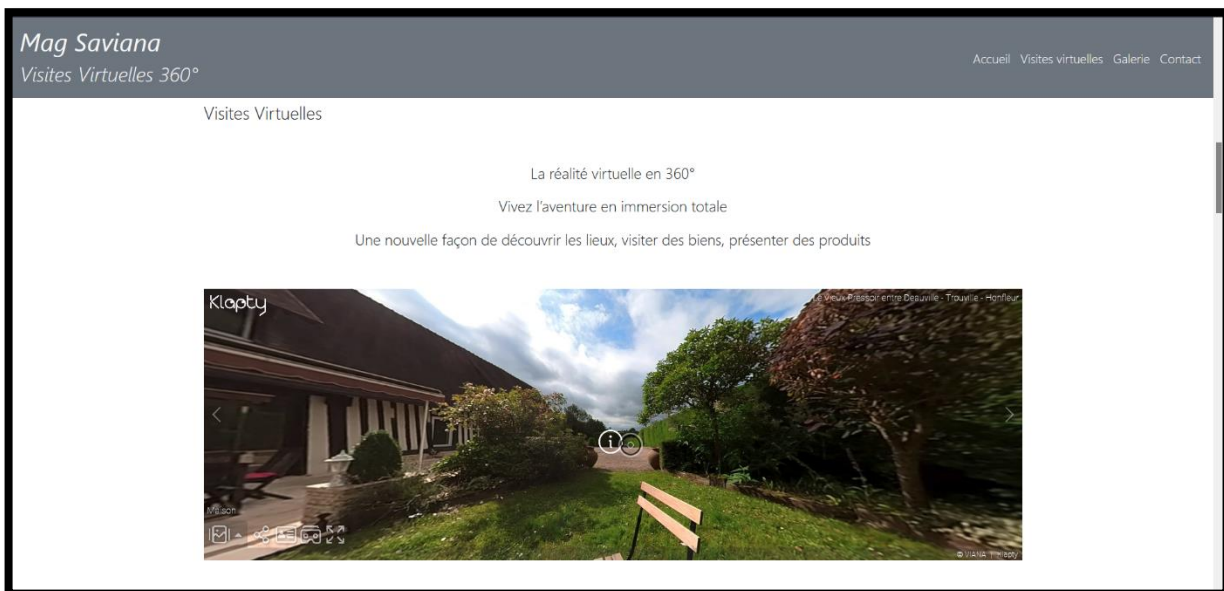 Mag Saviana
Visites Virtuelles 360°
Accueil Visites virtuelles Galerie Contact
Visites Virtuelles
La réalité virtuelle en 360°
Vivez l’aventure en immersion totale
Une nouvelle façon de découvrir les lieux, visiter des biens, présenter des produits
Klapty
Le Vieux Pressoir entre Deauville - Trouville - Honfleur
i
Maison
© VIANA | Klapty